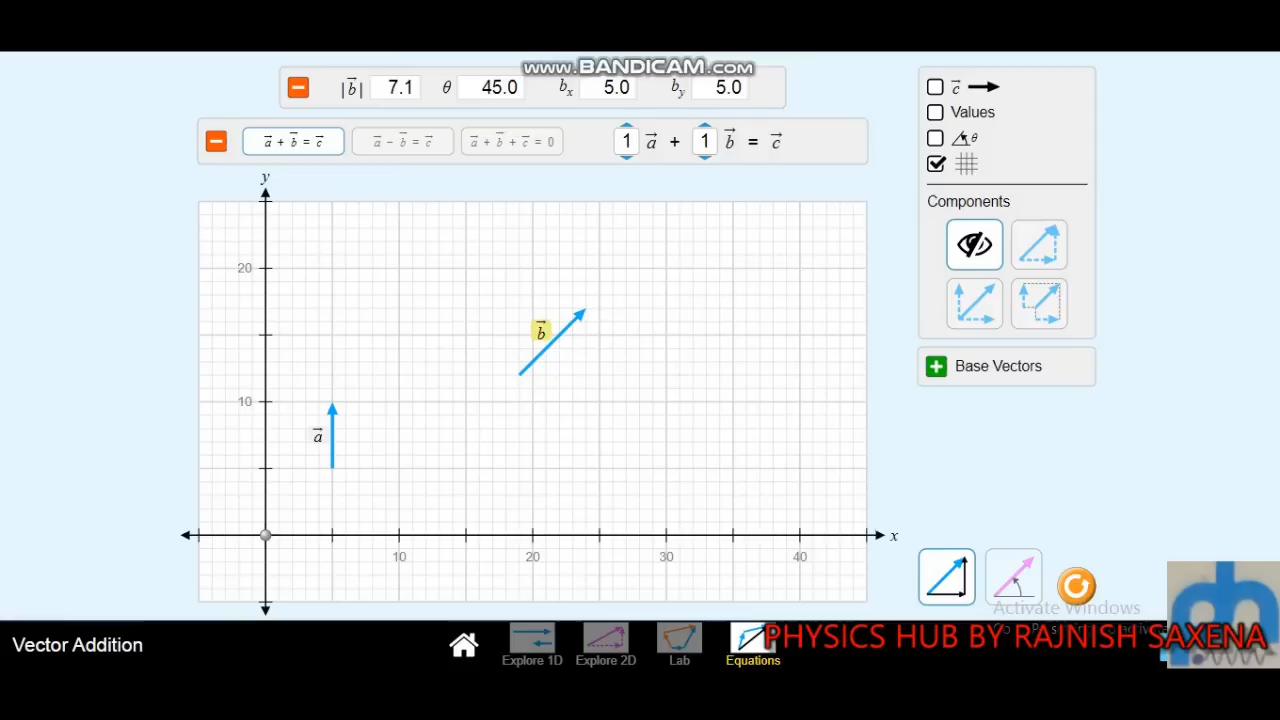 www.BANDICAM.com
|b⃗| 7.1 θ 45.0 bx 5.0 by 5.0
a⃗ + b⃗ = c⃗ a⃗ − b⃗ = c⃗ a⃗ + b⃗ + c⃗ = 0 1 a⃗ + 1 b⃗ = c⃗
c⃗
Values
θ
Components
Base Vectors
y
20
10
b⃗
a⃗
x
10 20 30 40
Activate Windows
PHYSICS HUB BY RAJNISH SAXENA
Vector Addition
Explore 1D Explore 2D Lab Equations